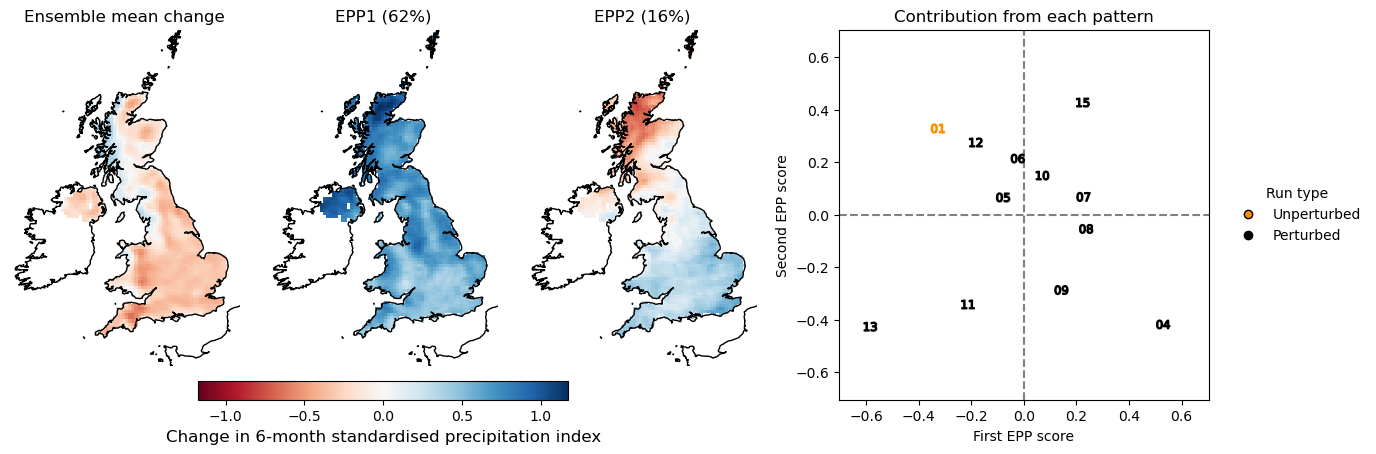 Ensemble mean change
EPP1 (62%)
EPP2 (16%)
Contribution from each pattern
−1.0 −0.5 0.0 0.5 1.0
Change in 6-month standardised precipitation index
Second EPP score
0.6
0.4
0.2
0.0
−0.2
−0.4
−0.6
15
01
12
06
10
05
07
08
09
11
13
04
−0.6 −0.4 −0.2 0.0 0.2 0.4 0.6
First EPP score
Run type
Unperturbed
Perturbed